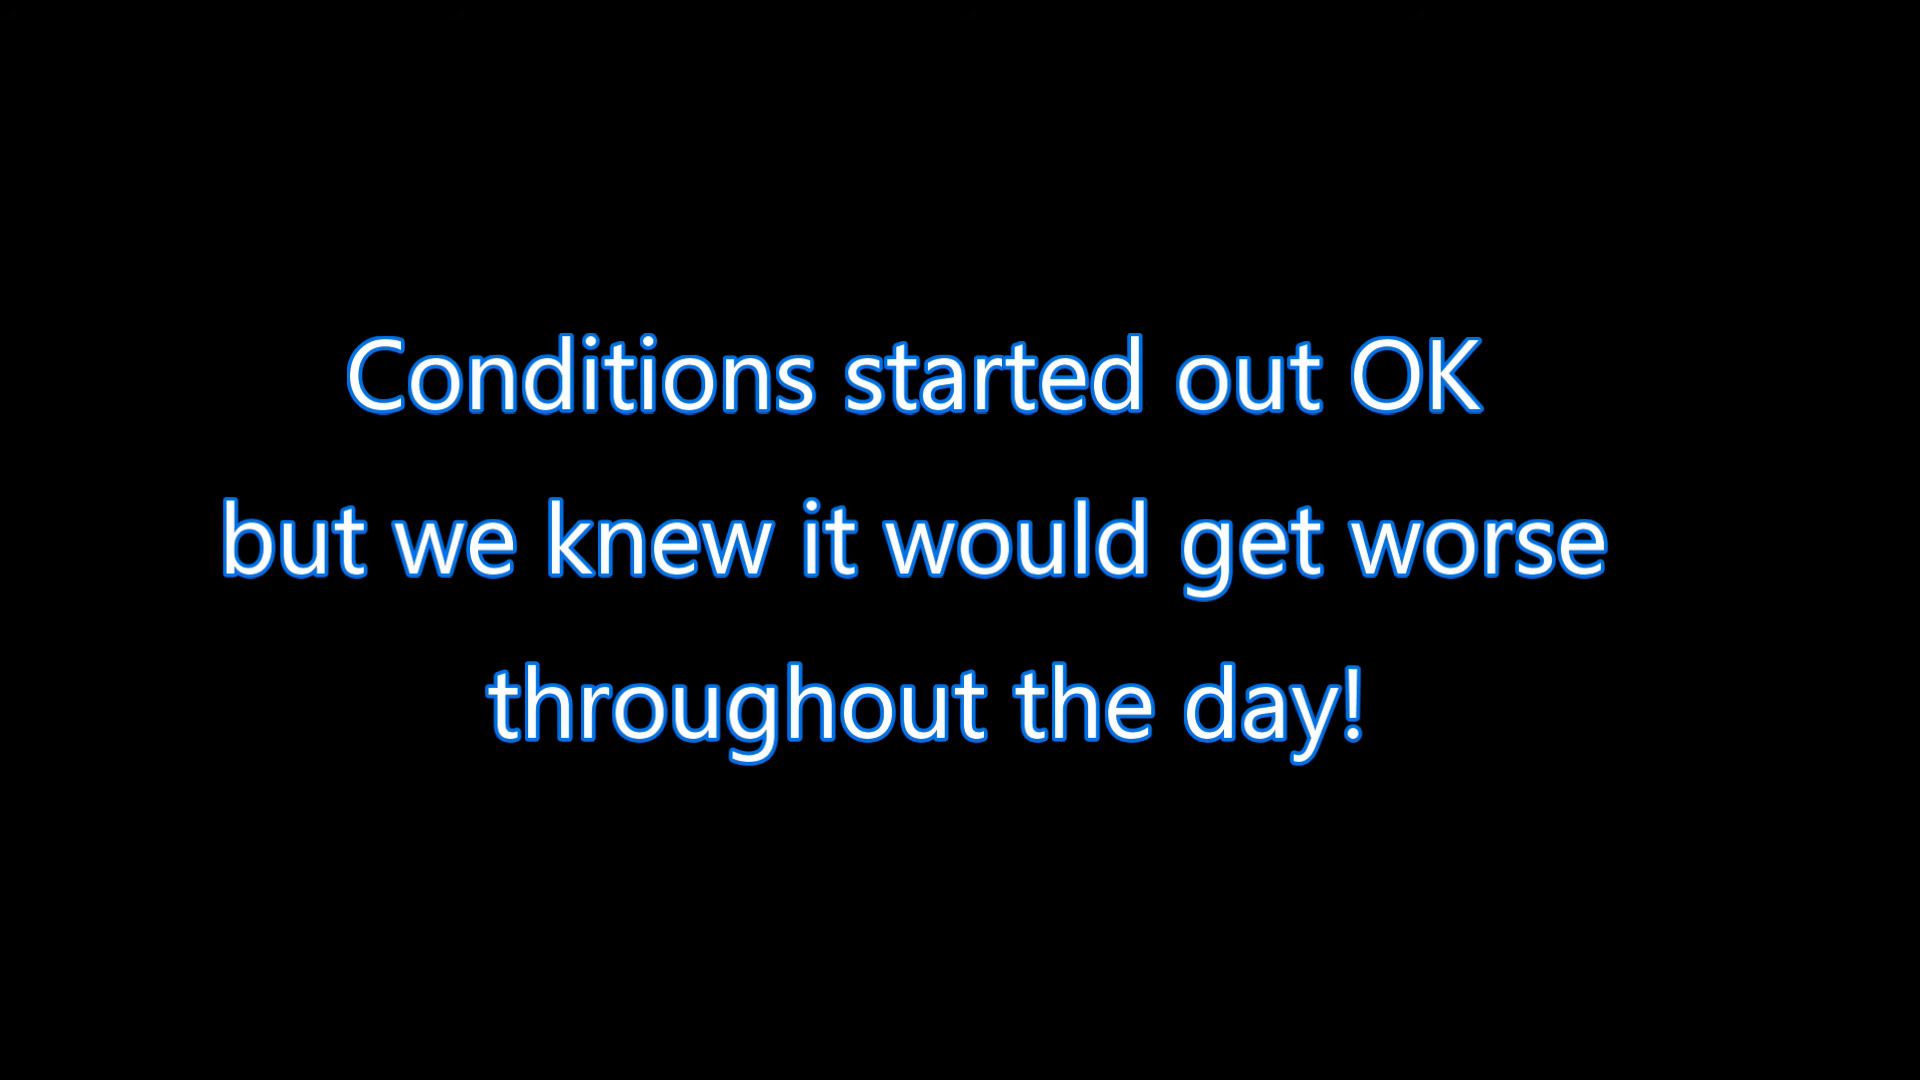 Conditions started out OK
but we knew it would get worse
throughout the day!